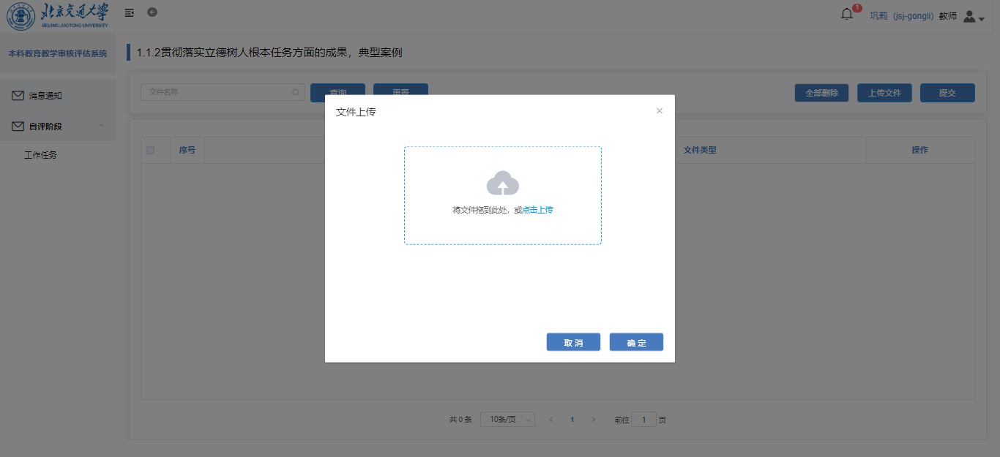 北京交通大学
BEIJING JIAOTONG UNIVERSITY
1
巩莉 (jsj-gongli) 教师
本科教育教学审核评估系统
1.1.2贯彻落实立德树人根本任务方面的成果，典型案例
消息通知
自评阶段
工作任务
文件名称
查询
重置
全部删除
上传文件
提交
文件上传
序号
文件类型
操作
将文件拖到此处，或点击上传
取消
确定
共 0 条
10条/页
1
前往 1 页